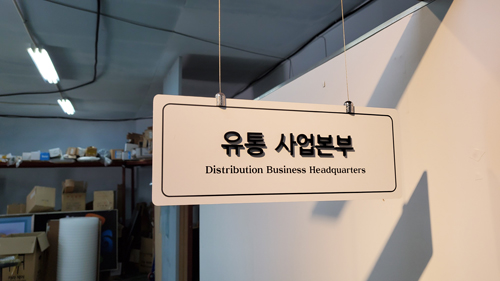 유통 사업본부
Distribution Business Headquarters